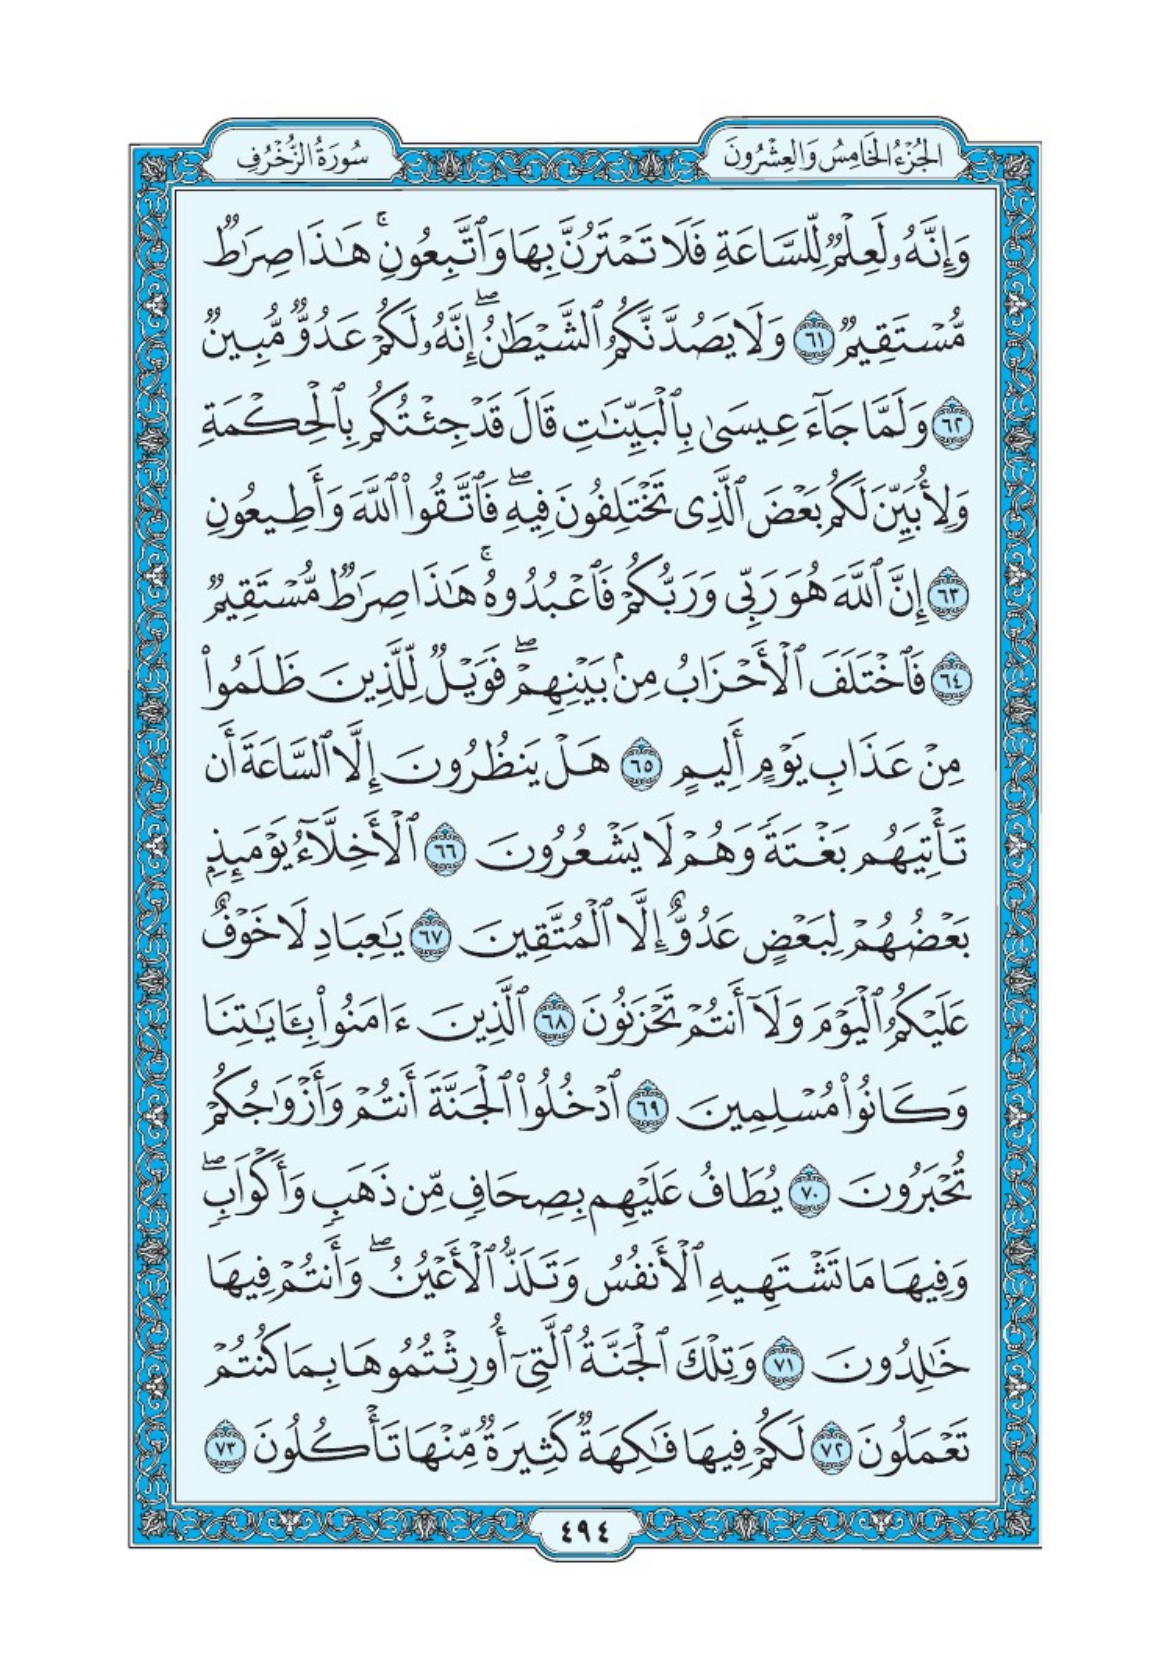 الجُزْءُ الخَامِسُ وَالعِشْرُونَ
سُورَةُ الزُّخْرُفِ
وَإِنَّهُۥ لَعِلْمٌ لِّلسَّاعَةِ فَلَا تَمْتَرُنَّ بِهَا وَٱتَّبِعُونِۚ هَـٰذَا صِرَٰطٌ
مُّسْتَقِيمٌ ٦١ وَلَا يَصُدَّنَّكُمُ ٱلشَّيْطَـٰنُۖ إِنَّهُۥ لَكُمْ عَدُوٌّ مُّبِينٌ
٦٢ وَلَمَّا جَآءَ عِيسَىٰ بِٱلْبَيِّنَـٰتِ قَالَ قَدْ جِئْتُكُم بِٱلْحِكْمَةِ
وَلِأُبَيِّنَ لَكُم بَعْضَ ٱلَّذِى تَخْتَلِفُونَ فِيهِۖ فَٱتَّقُوا۟ ٱللَّهَ وَأَطِيعُونِ
٦٣ إِنَّ ٱللَّهَ هُوَ رَبِّى وَرَبُّكُمْ فَٱعْبُدُوهُۚ هَـٰذَا صِرَٰطٌ مُّسْتَقِيمٌ
٦٤ فَٱخْتَلَفَ ٱلْأَحْزَابُ مِنۢ بَيْنِهِمْۖ فَوَيْلٌ لِّلَّذِينَ ظَلَمُوا۟
مِنْ عَذَابِ يَوْمٍ أَلِيمٍ ٦٥ هَلْ يَنظُرُونَ إِلَّا ٱلسَّاعَةَ أَن
تَأْتِيَهُم بَغْتَةً وَهُمْ لَا يَشْعُرُونَ ٦٦ ٱلْأَخِلَّآءُ يَوْمَئِذٍۭ
بَعْضُهُمْ لِبَعْضٍ عَدُوٌّ إِلَّا ٱلْمُتَّقِينَ ٦٧ يَـٰعِبَادِ لَا خَوْفٌ
عَلَيْكُمُ ٱلْيَوْمَ وَلَآ أَنتُمْ تَحْزَنُونَ ٦٨ ٱلَّذِينَ ءَامَنُوا۟ بِـَٔايَـٰتِنَا
وَكَانُوا۟ مُسْلِمِينَ ٦٩ ٱدْخُلُوا۟ ٱلْجَنَّةَ أَنتُمْ وَأَزْوَٰجُكُمْ
تُحْبَرُونَ ٧٠ يُطَافُ عَلَيْهِم بِصِحَافٍ مِّن ذَهَبٍ وَأَكْوَابٍۖ
وَفِيهَا مَا تَشْتَهِيهِ ٱلْأَنفُسُ وَتَلَذُّ ٱلْأَعْيُنُۖ وَأَنتُمْ فِيهَا
خَـٰلِدُونَ ٧١ وَتِلْكَ ٱلْجَنَّةُ ٱلَّتِىٓ أُورِثْتُمُوهَا بِمَا كُنتُمْ
تَعْمَلُونَ ٧٢ لَكُمْ فِيهَا فَـٰكِهَةٌ كَثِيرَةٌ مِّنْهَا تَأْكُلُونَ ٧٣
٤٩٤